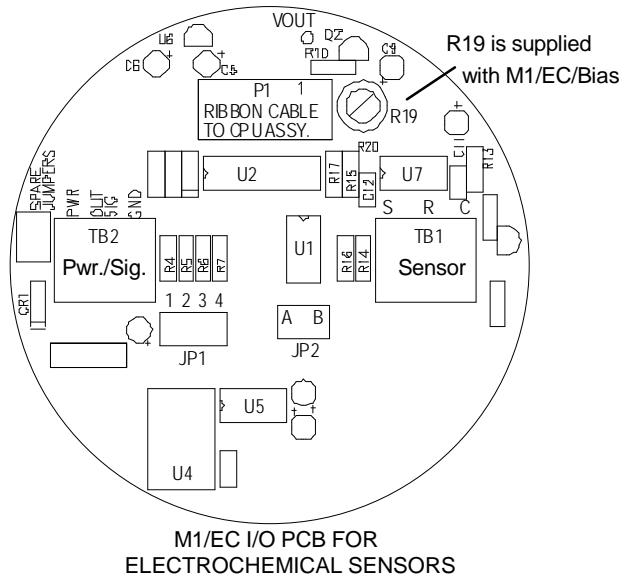 VOUT
U6
Q2
C9
C6
C5
R10
R19 is supplied
with M1/EC/Bias
P1 1
RIBBON CABLE
TO CPU ASSY.
R19
C11
R13
R20
U2
R17
R15
C12
U7
SPARE
JUMPERS
PWR
OUT
SIG
GND
S R C
TB2
Pwr./Sig.
R4
R5
R6
R7
U1
R16
R14
TB1
Sensor
CR1
1 2 3 4
JP1
A B
JP2
U5
U4
M1/EC I/O PCB FOR
ELECTROCHEMICAL SENSORS